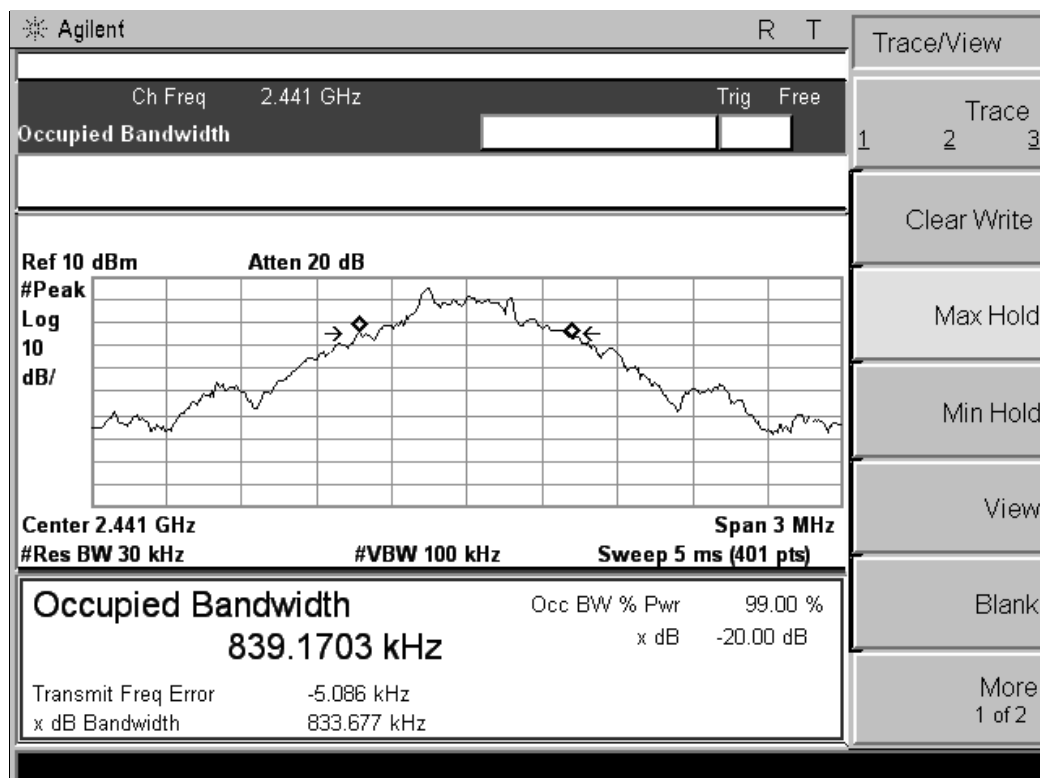 Agilent R T
Trace/View
Ch Freq 2.441 GHz Trig Free
Occupied Bandwidth
Trace
1 2 3
Clear Write
Ref 10 dBm Atten 20 dB
#Peak
Log
10
dB/
Max Hold
Min Hold
View
Center 2.441 GHz Span 3 MHz
#Res BW 30 kHz #VBW 100 kHz Sweep 5 ms (401 pts)
Occupied Bandwidth
839.1703 kHz
Occ BW % Pwr 99.00 %
x dB -20.00 dB
Transmit Freq Error -5.086 kHz
x dB Bandwidth 833.677 kHz
Blank
More
1 of 2